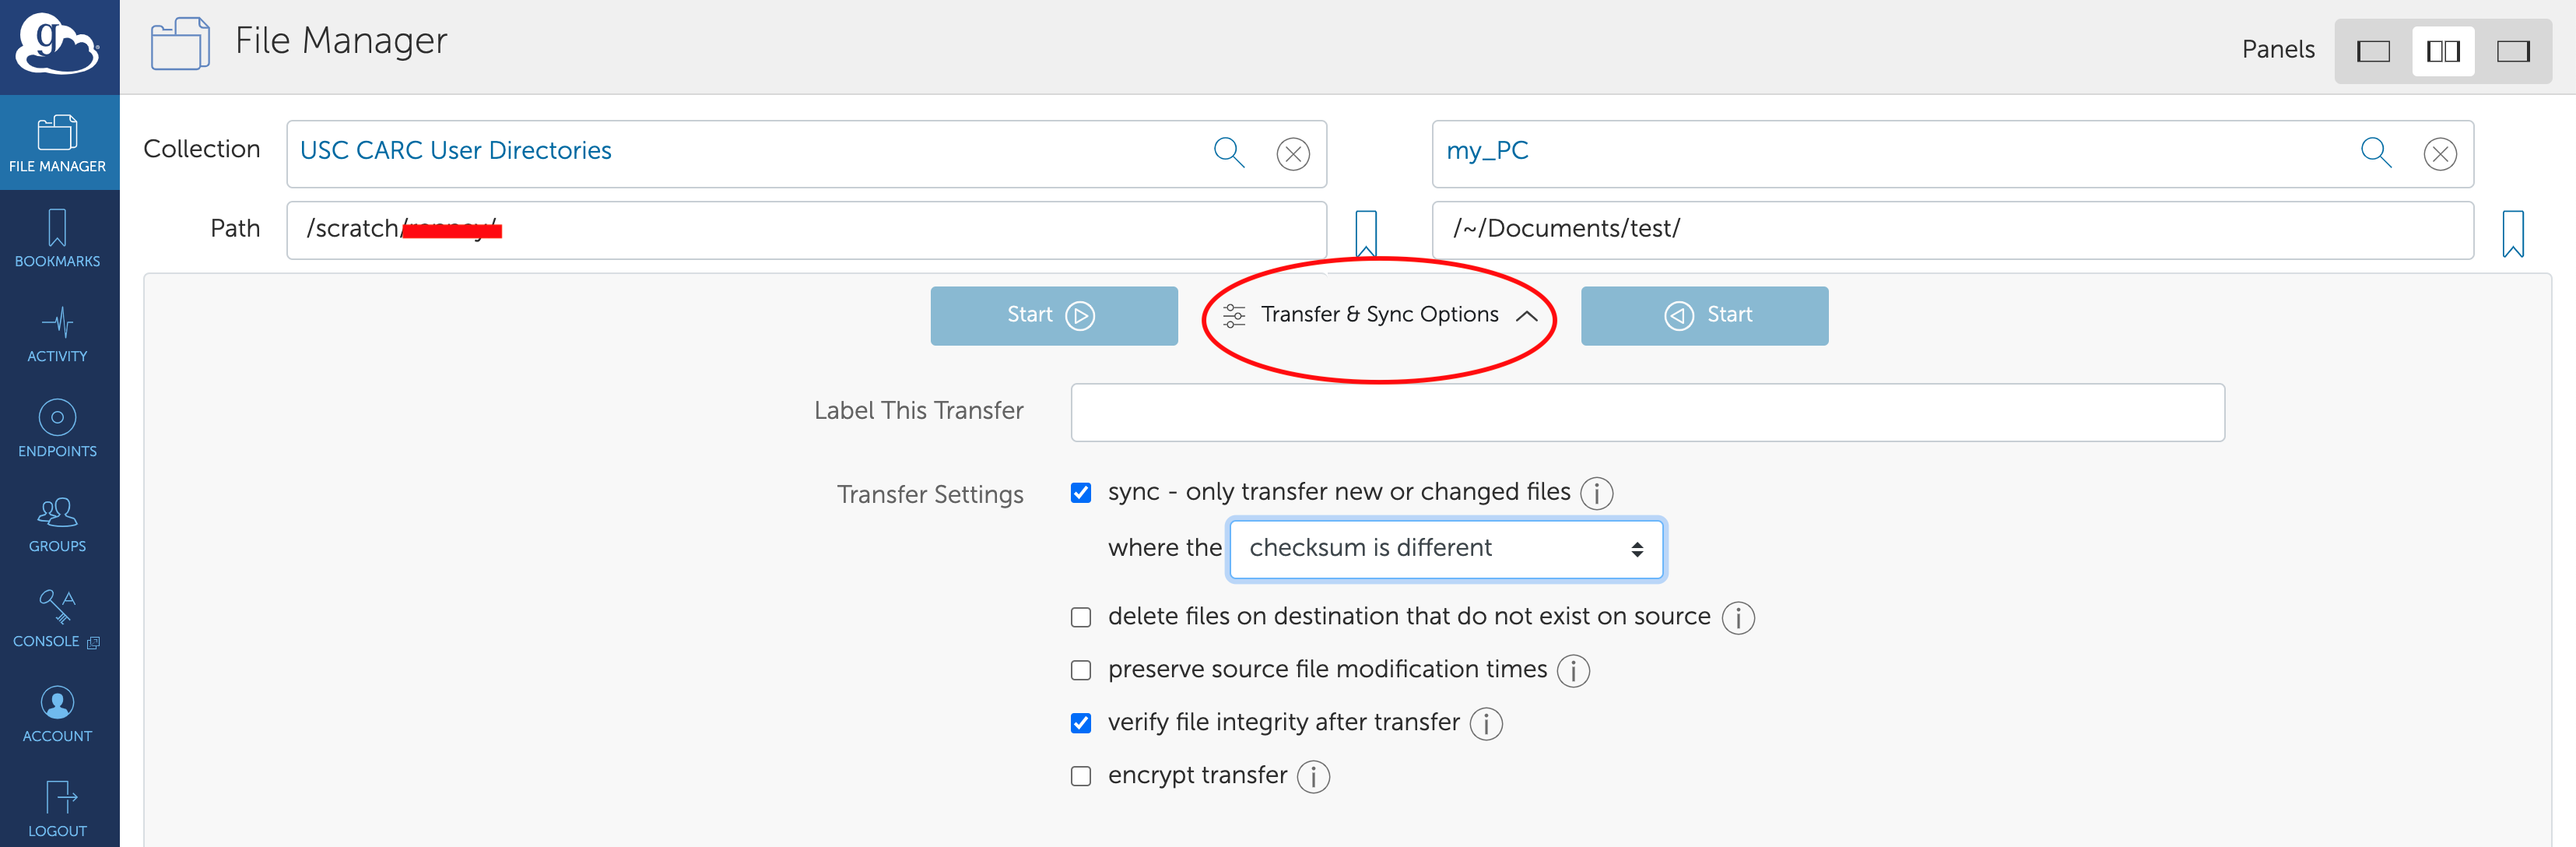 g
File Manager
Panels
FILE MANAGER
BOOKMARKS
ACTIVITY
ENDPOINTS
GROUPS
CONSOLE
ACCOUNT
LOGOUT
Collection USC CARC User Directories my_PC
Path /scratch/ /~/Documents/test/
Start Transfer & Sync Options Start
Label This Transfer
Transfer Settings sync - only transfer new or changed files i
where the checksum is different
delete files on destination that do not exist on source i
preserve source file modification times i
verify file integrity after transfer i
encrypt transfer i